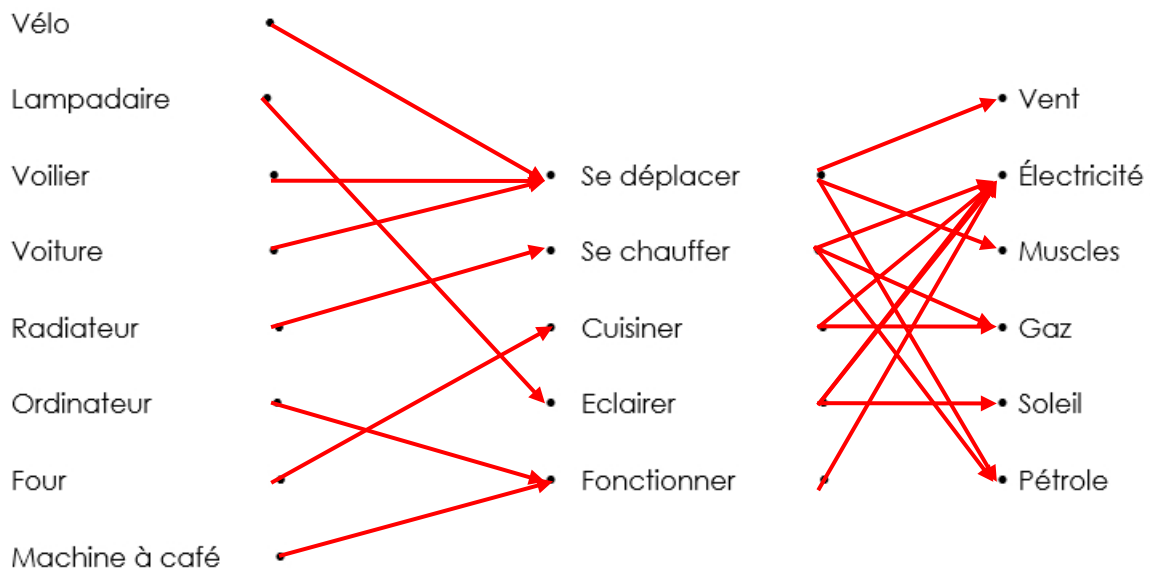 Vélo
Lampadaire
Vent
Voilier
Se déplacer
Électricité
Voiture
Se chauffer
Muscles
Radiateur
Cuisiner
Gaz
Ordinateur
Eclairer
Soleil
Four
Fonctionner
Pétrole
Machine à café